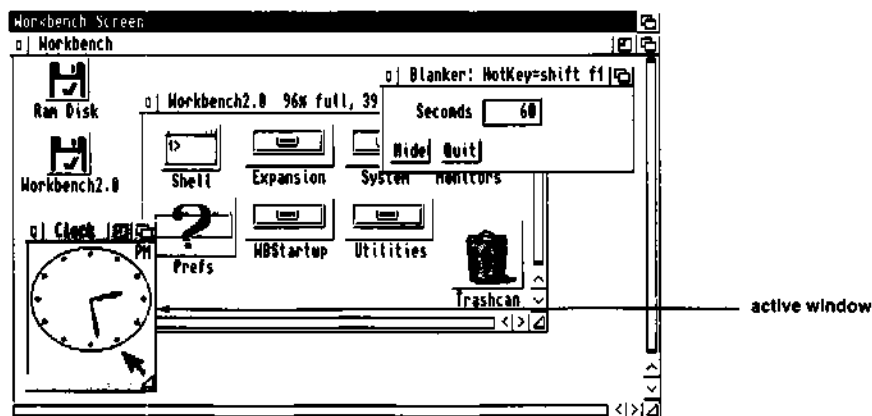 Workbench Screen
Workbench
Blanker: HotKey=shift f1
Ram Disk
Workbench2.0 96% full, 39
Seconds 60
Hide Quit
1>
Shell Expansion System Monitors
Workbench2.0
Clock
PM
Prefs WBStartup Utilities
Trashcan
active window